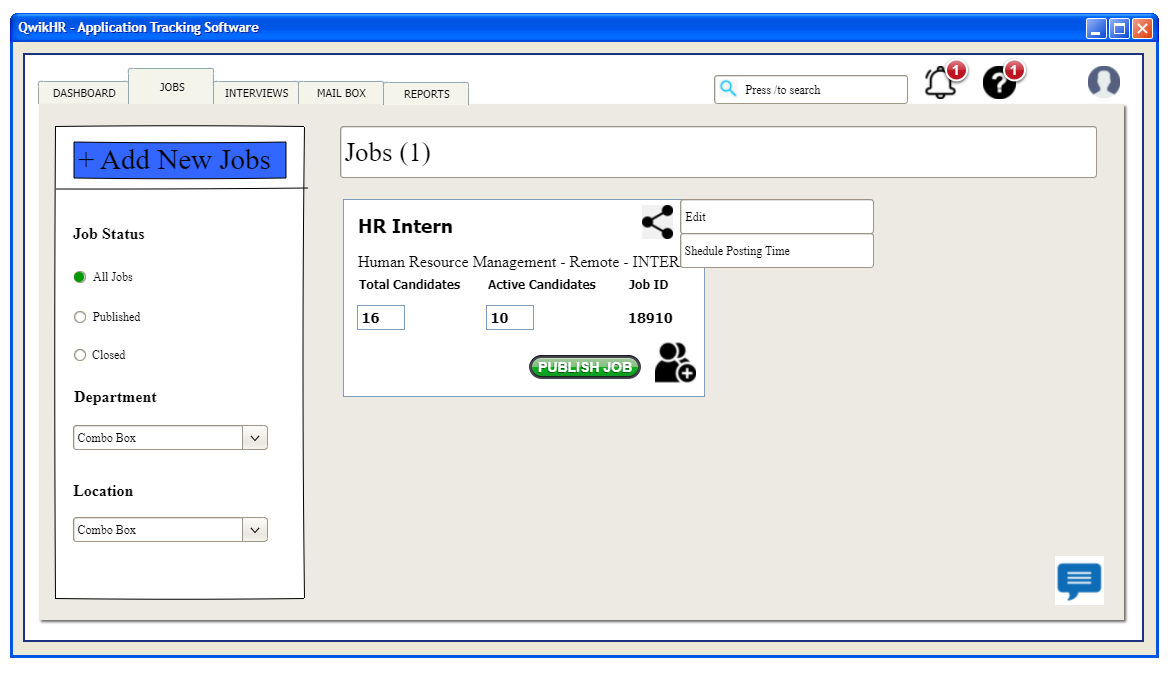 QwikHR - Application Tracking Software
DASHBOARD
JOBS
INTERVIEWS
MAIL BOX
REPORTS
Press /to search
1
? 1
+ Add New Jobs
Jobs (1)
Job Status
All Jobs
Published
Closed
Department
Combo Box
Location
Combo Box
HR Intern
Edit
Shedule Posting Time
Human Resource Management - Remote - INTER
Total Candidates Active Candidates Job ID
16 10 18910
PUBLISH JOB